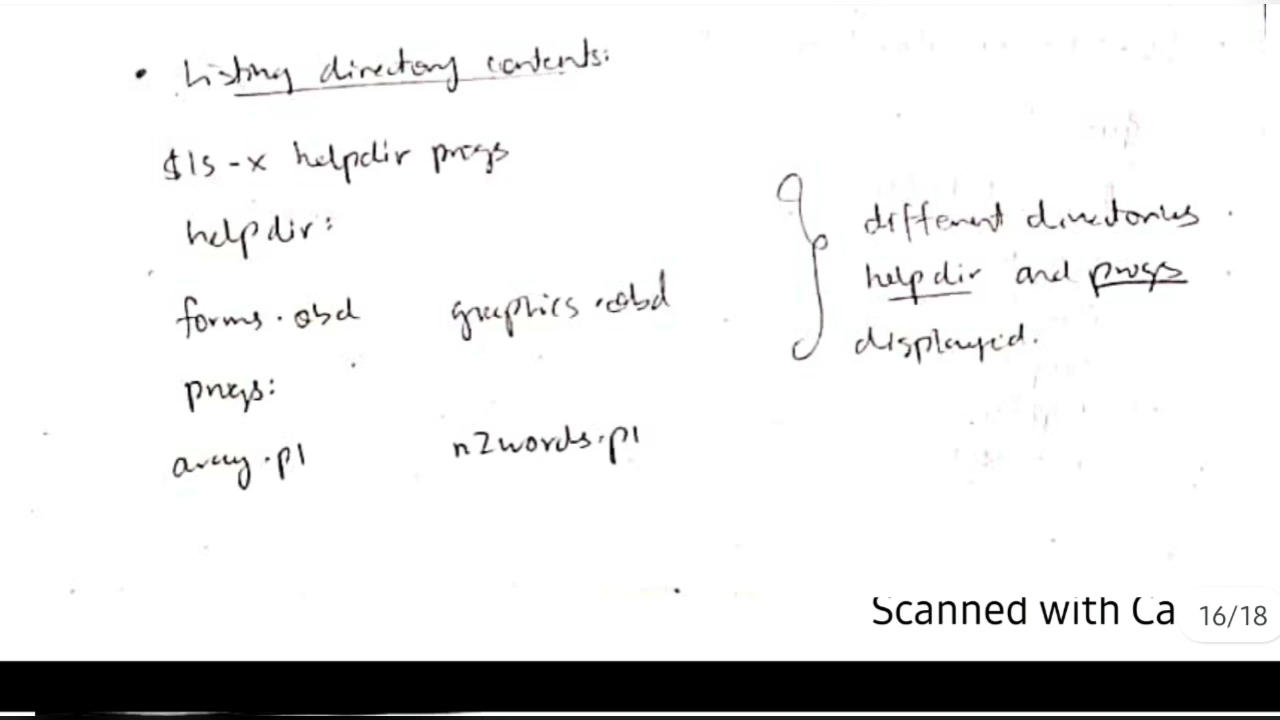 • Listing directory contents:
$ls -x helpdir progs
helpdir:
forms.obd graphics.obd
progs:
array.pl n2words.pl
different directories
helpdir and progs
displayed.
Scanned with Ca
16/18